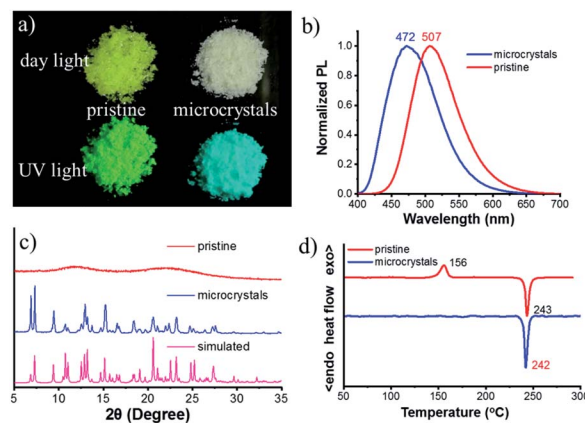 a)
day light
pristine microcrystals
UV light
b)
472 507
microcrystals
pristine
Normalized PL
1.0
0.8
0.6
0.4
0.2
0.0
400 450 500 550 600 650 700
Wavelength (nm)
c)
pristine
microcrystals
simulated
5 10 15 20 25 30 35
2θ (Degree)
d)
pristine
microcrystals
156
243
242
<endo heat flow exo>
50 100 150 200 250 300
Temperature (°C)